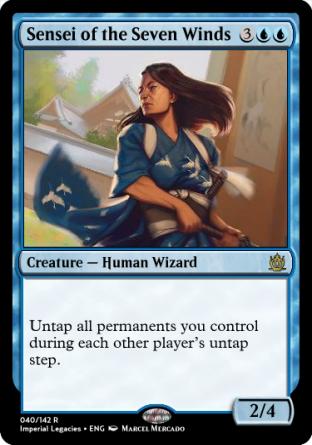 Sensei of the Seven Winds 3
Creature — Human Wizard
Untap all permanents you control
during each other player's untap
step.
2/4
040/142 R
Imperial Legacies • ENG Marcel Mercado